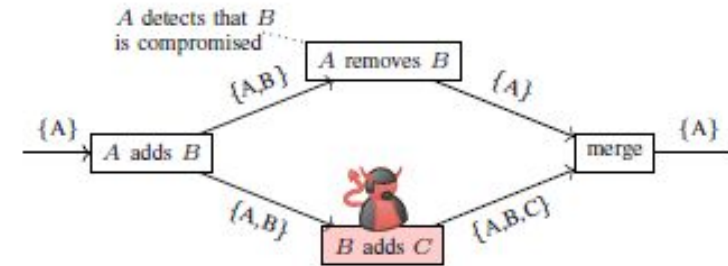 A detects that B
is compromised
A removes B
{A,B}
{A}
{A}
A adds B
merge
{A}
{A,B}
{A,B,C}
B adds C